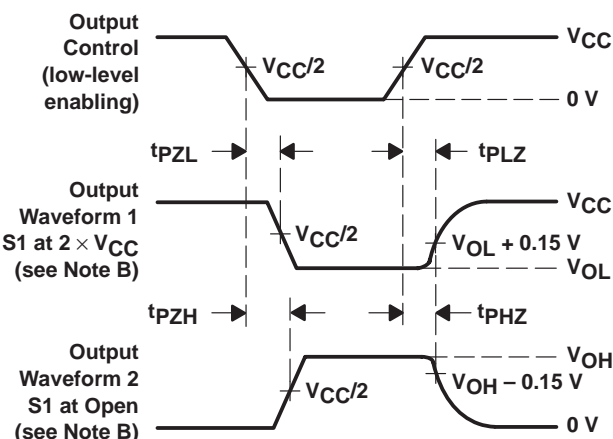 Output
Control
(low-level
enabling)
VCC
VCC/2
VCC/2
0 V
tPZL
tPLZ
Output
Waveform 1
S1 at 2 × VCC
(see Note B)
VCC
VCC/2
VOL + 0.15 V
VOL
tPZH
tPHZ
Output
Waveform 2
S1 at Open
(see Note B)
VOH
VCC/2
VOH – 0.15 V
0 V